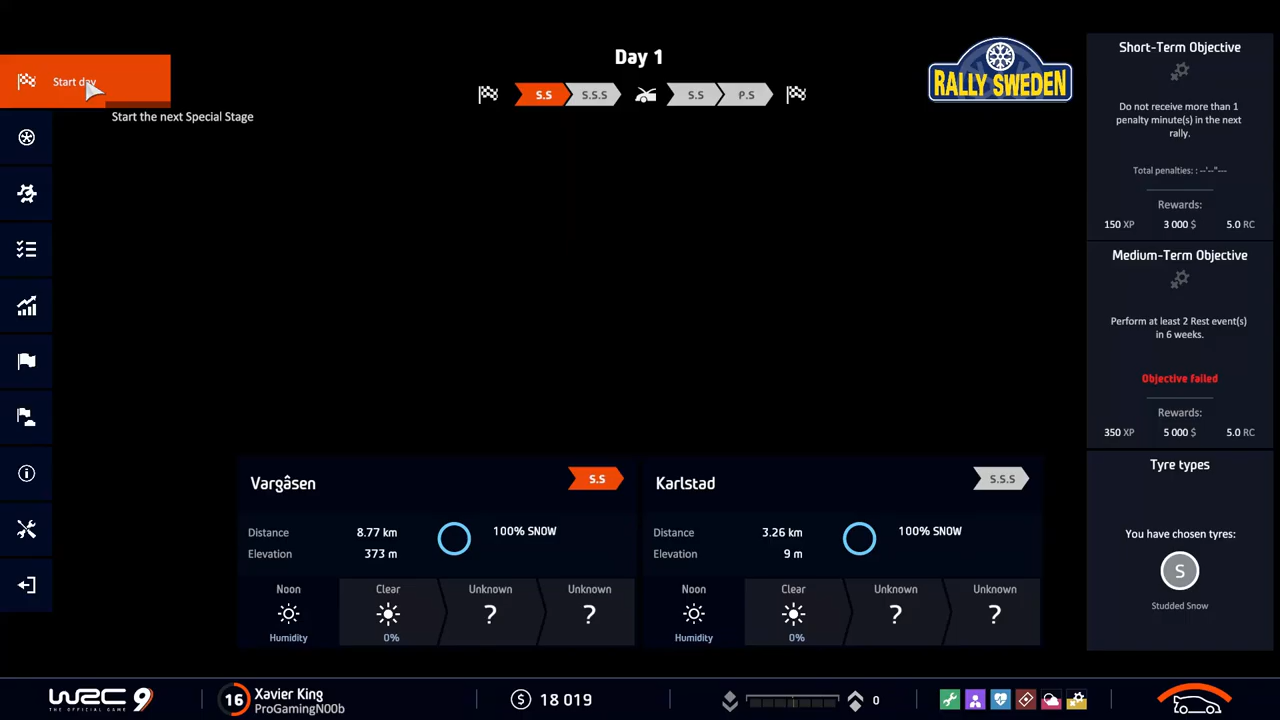 Day 1
S.S
S.S.S
S.S
P.S
RALLY SWEDEN
Start day
Start the next Special Stage
Short-Term Objective
Do not receive more than 1
penalty minute(s) in the next
rally.
Total penalties: : --'--"---
Rewards:
150 XP
3 000 $
5.0 RC
Medium-Term Objective
Perform at least 2 Rest event(s)
in 6 weeks.
Objective failed
Rewards:
350 XP
5 000 $
5.0 RC
Tyre types
You have chosen tyres:
S
Studded Snow
Vargâsen
S.S
Distance
8.77 km
Elevation
373 m
100% SNOW
Noon
Humidity
Clear
0%
Unknown
?
Unknown
?
Karlstad
S.S.S
Distance
3.26 km
Elevation
9 m
100% SNOW
Noon
Humidity
Clear
0%
Unknown
?
Unknown
?
WRC 9
THE OFFICIAL GAME
16
Xavier King
ProGamingN00b
$ 18 019
0